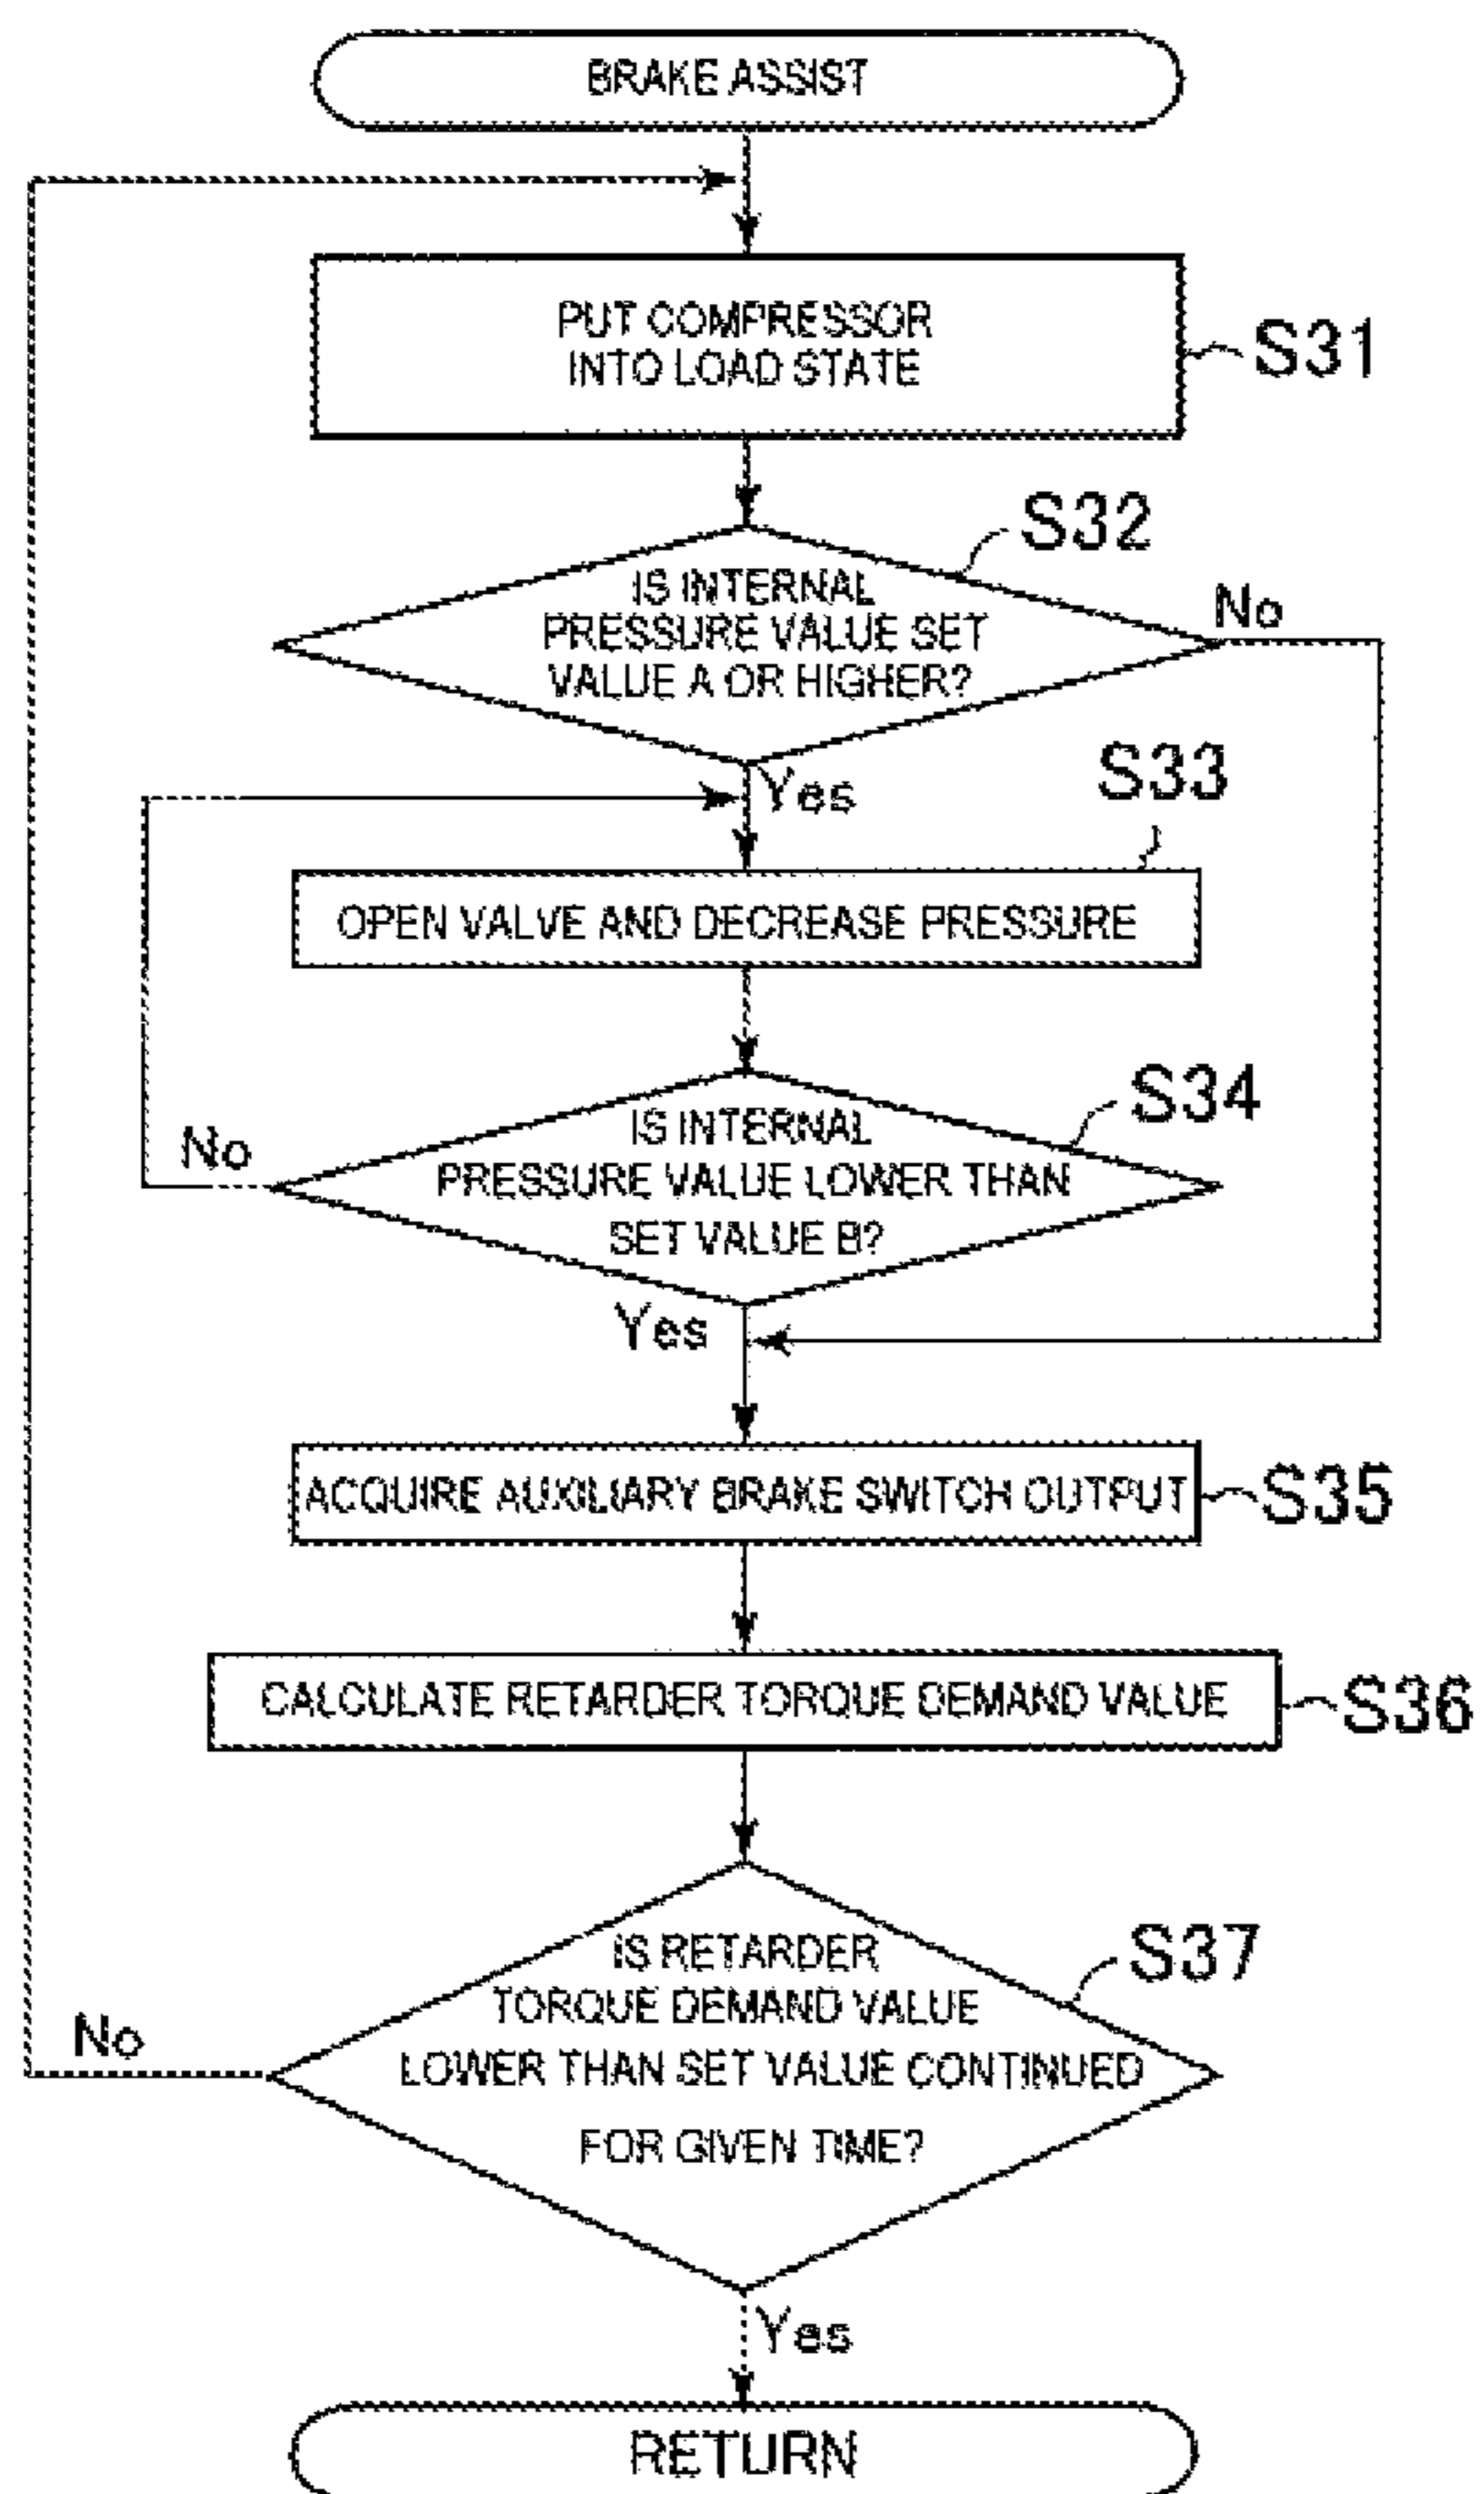 BRAKE ASSIST
PUT COMPRESSOR
INTO LOAD STATE
S31
S32
IS INTERNAL
PRESSURE VALUE SET
VALUE A OR HIGHER?
No
Yes
S33
OPEN VALVE AND DECREASE PRESSURE
S34
IS INTERNAL
PRESSURE VALUE LOWER THAN
SET VALUE B?
No
Yes
ACQUIRE AUXILIARY BRAKE SWITCH OUTPUT
S35
CALCULATE RETARDER TORQUE DEMAND VALUE
S36
S37
IS RETARDER
TORQUE DEMAND VALUE
LOWER THAN SET VALUE CONTINUED
FOR GIVEN TIME?
No
Yes
RETURN